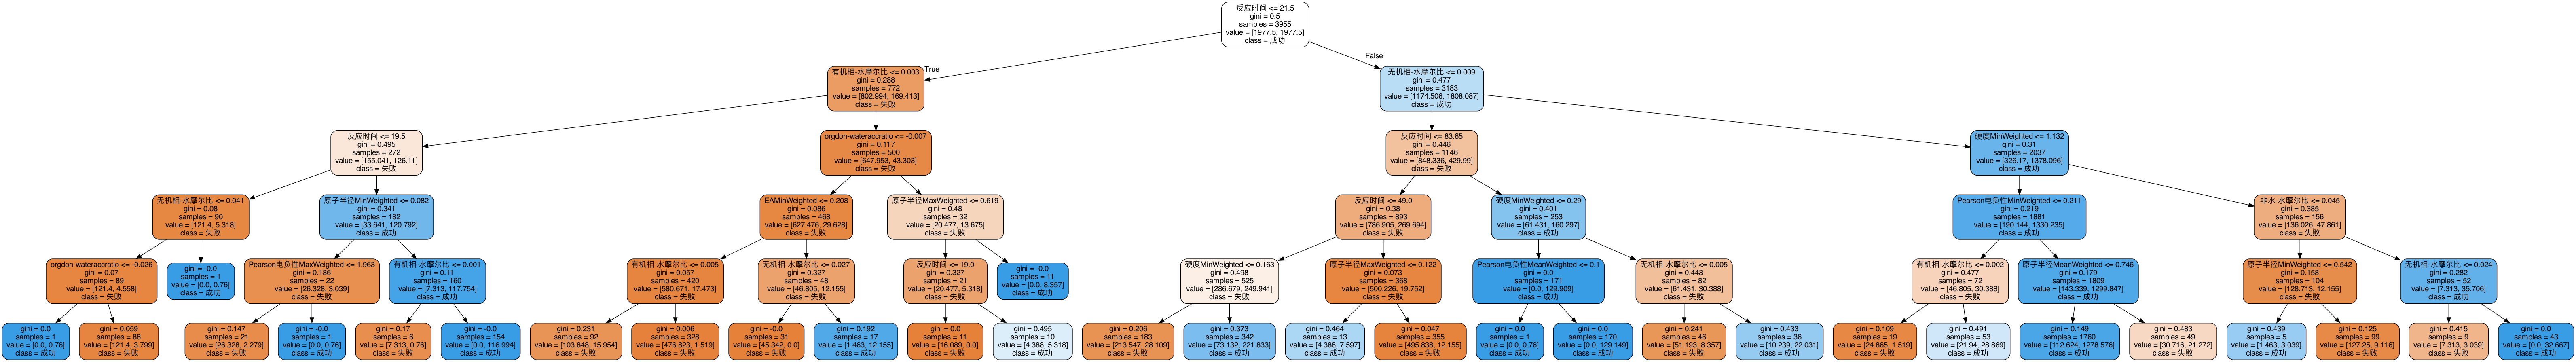 反应时间 <= 21.5
gini = 0.5
samples = 3955
value = [1977.5, 1977.5]
class = 成功
True
False
有机相-水摩尔比 <= 0.003
gini = 0.288
samples = 772
value = [802.994, 169.413]
class = 失败
无机相-水摩尔比 <= 0.009
gini = 0.477
samples = 3183
value = [1174.506, 1808.087]
class = 成功
反应时间 <= 19.5
gini = 0.495
samples = 272
value = [155.041, 126.11]
class = 失败
orgdon-wateraccratio <= -0.007
gini = 0.117
samples = 500
value = [647.953, 43.303]
class = 失败
反应时间 <= 83.65
gini = 0.446
samples = 1146
value = [848.336, 429.99]
class = 失败
硬度MinWeighted <= 1.132
gini = 0.31
samples = 2037
value = [326.17, 1378.096]
class = 成功
无机相-水摩尔比 <= 0.041
gini = 0.08
samples = 90
value = [121.4, 5.318]
class = 失败
原子半径MinWeighted <= 0.082
gini = 0.341
samples = 182
value = [33.641, 120.792]
class = 成功
EAMinWeighted <= 0.208
gini = 0.086
samples = 468
value = [627.476, 29.628]
class = 失败
原子半径MaxWeighted <= 0.619
gini = 0.48
samples = 32
value = [20.477, 13.675]
class = 失败
反应时间 <= 49.0
gini = 0.38
samples = 893
value = [786.905, 269.694]
class = 失败
硬度MinWeighted <= 0.29
gini = 0.401
samples = 253
value = [61.431, 160.297]
class = 成功
Pearson电负性MinWeighted <= 0.211
gini = 0.219
samples = 1881
value = [190.144, 1330.235]
class = 成功
非水-水摩尔比 <= 0.045
gini = 0.385
samples = 156
value = [136.026, 47.861]
class = 失败
orgdon-wateraccratio <= -0.026
gini = 0.07
samples = 89
value = [121.4, 4.558]
class = 失败
gini = -0.0
samples = 1
value = [0.0, 0.76]
class = 成功
Pearson电负性MaxWeighted <= 1.963
gini = 0.186
samples = 22
value = [26.328, 3.039]
class = 失败
有机相-水摩尔比 <= 0.001
gini = 0.11
samples = 160
value = [7.313, 117.754]
class = 成功
有机相-水摩尔比 <= 0.005
gini = 0.057
samples = 420
value = [580.671, 17.473]
class = 失败
无机相-水摩尔比 <= 0.027
gini = 0.327
samples = 48
value = [46.805, 12.155]
class = 失败
反应时间 <= 19.0
gini = 0.327
samples = 21
value = [20.477, 5.318]
class = 失败
gini = -0.0
samples = 11
value = [0.0, 8.357]
class = 成功
硬度MinWeighted <= 0.163
gini = 0.498
samples = 525
value = [286.679, 249.941]
class = 失败
原子半径MaxWeighted <= 0.122
gini = 0.073
samples = 368
value = [500.226, 19.752]
class = 失败
Pearson电负性MeanWeighted <= 0.1
gini = 0.0
samples = 171
value = [0.0, 129.909]
class = 成功
无机相-水摩尔比 <= 0.005
gini = 0.443
samples = 82
value = [61.431, 30.388]
class = 失败
有机相-水摩尔比 <= 0.002
gini = 0.477
samples = 72
value = [46.805, 30.388]
class = 失败
原子半径MeanWeighted <= 0.746
gini = 0.179
samples = 1809
value = [143.339, 1299.847]
class = 成功
原子半径MinWeighted <= 0.542
gini = 0.158
samples = 104
value = [128.713, 12.155]
class = 失败
无机相-水摩尔比 <= 0.024
gini = 0.282
samples = 52
value = [7.313, 35.706]
class = 成功
gini = 0.0
samples = 1
value = [0.0, 0.76]
class = 成功
gini = 0.059
samples = 88
value = [121.4, 3.799]
class = 失败
gini = 0.147
samples = 21
value = [26.328, 2.279]
class = 失败
gini = -0.0
samples = 1
value = [0.0, 0.76]
class = 成功
gini = 0.17
samples = 6
value = [7.313, 0.76]
class = 失败
gini = -0.0
samples = 154
value = [0.0, 116.994]
class = 成功
gini = 0.231
samples = 92
value = [103.848, 15.954]
class = 失败
gini = 0.006
samples = 328
value = [476.823, 1.519]
class = 失败
gini = -0.0
samples = 31
value = [45.342, 0.0]
class = 失败
gini = 0.192
samples = 17
value = [1.463, 12.155]
class = 成功
gini = 0.0
samples = 11
value = [16.089, 0.0]
class = 失败
gini = 0.495
samples = 10
value = [4.388, 5.318]
class = 成功
gini = 0.206
samples = 183
value = [213.547, 28.109]
class = 失败
gini = 0.373
samples = 342
value = [73.132, 221.833]
class = 成功
gini = 0.464
samples = 13
value = [4.388, 7.597]
class = 成功
gini = 0.047
samples = 355
value = [495.838, 12.155]
class = 失败
gini = 0.0
samples = 1
value = [0.0, 0.76]
class = 成功
gini = 0.0
samples = 170
value = [0.0, 129.149]
class = 成功
gini = 0.241
samples = 46
value = [51.193, 8.357]
class = 失败
gini = 0.433
samples = 36
value = [10.239, 22.031]
class = 成功
gini = 0.109
samples = 19
value = [24.865, 1.519]
class = 失败
gini = 0.491
samples = 53
value = [21.94, 28.869]
class = 成功
gini = 0.149
samples = 1760
value = [112.624, 1278.576]
class = 成功
gini = 0.483
samples = 49
value = [30.716, 21.272]
class = 失败
gini = 0.439
samples = 5
value = [1.463, 3.039]
class = 成功
gini = 0.125
samples = 99
value = [127.25, 9.116]
class = 失败
gini = 0.415
samples = 9
value = [7.313, 3.039]
class = 失败
gini = 0.0
samples = 43
value = [0.0, 32.667]
class = 成功